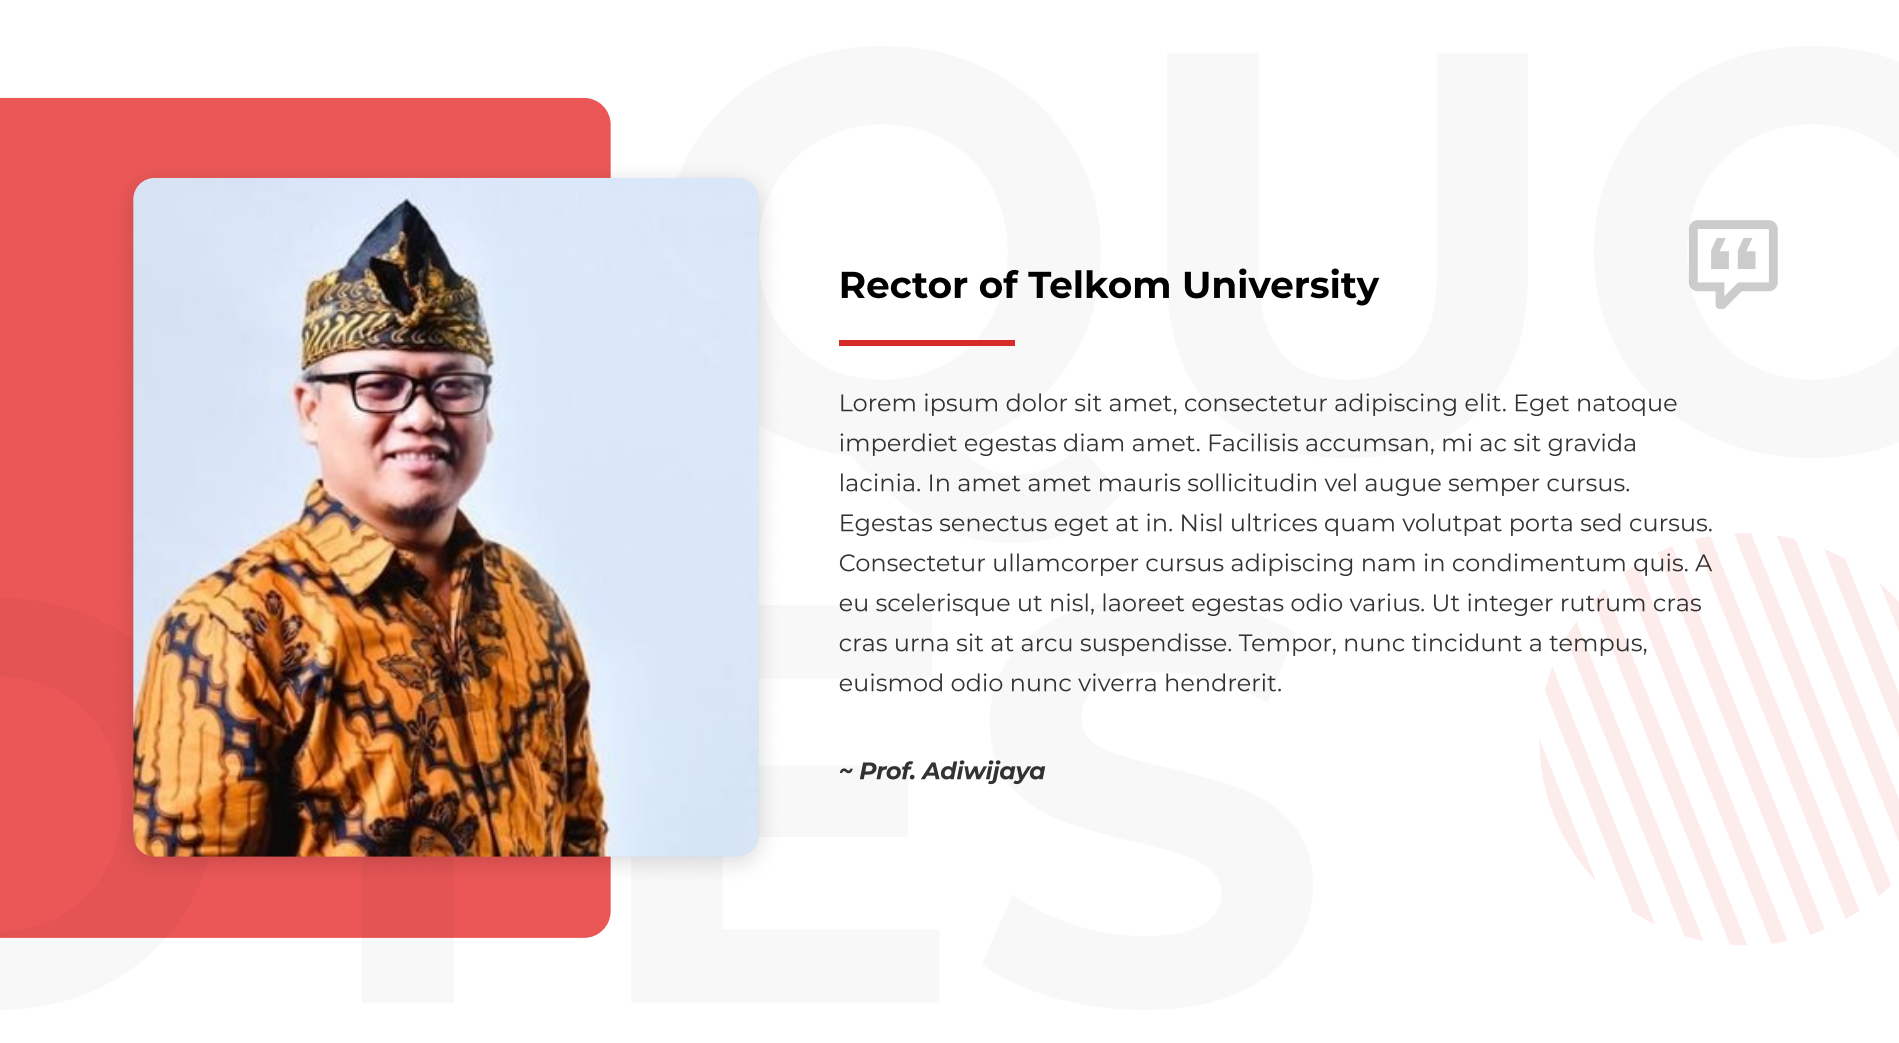 QUO
TES
Rector of Telkom University
Lorem ipsum dolor sit amet, consectetur adipiscing elit. Eget natoque
imperdiet egestas diam amet. Facilisis accumsan, mi ac sit gravida
lacinia. In amet amet mauris sollicitudin vel augue semper cursus.
Egestas senectus eget at in. Nisl ultrices quam volutpat porta sed cursus.
Consectetur ullamcorper cursus adipiscing nam in condimentum quis. A
eu scelerisque ut nisl, laoreet egestas odio varius. Ut integer rutrum cras
cras urna sit at arcu suspendisse. Tempor, nunc tincidunt a tempus,
euismod odio nunc viverra hendrerit.
~ Prof. Adiwijaya